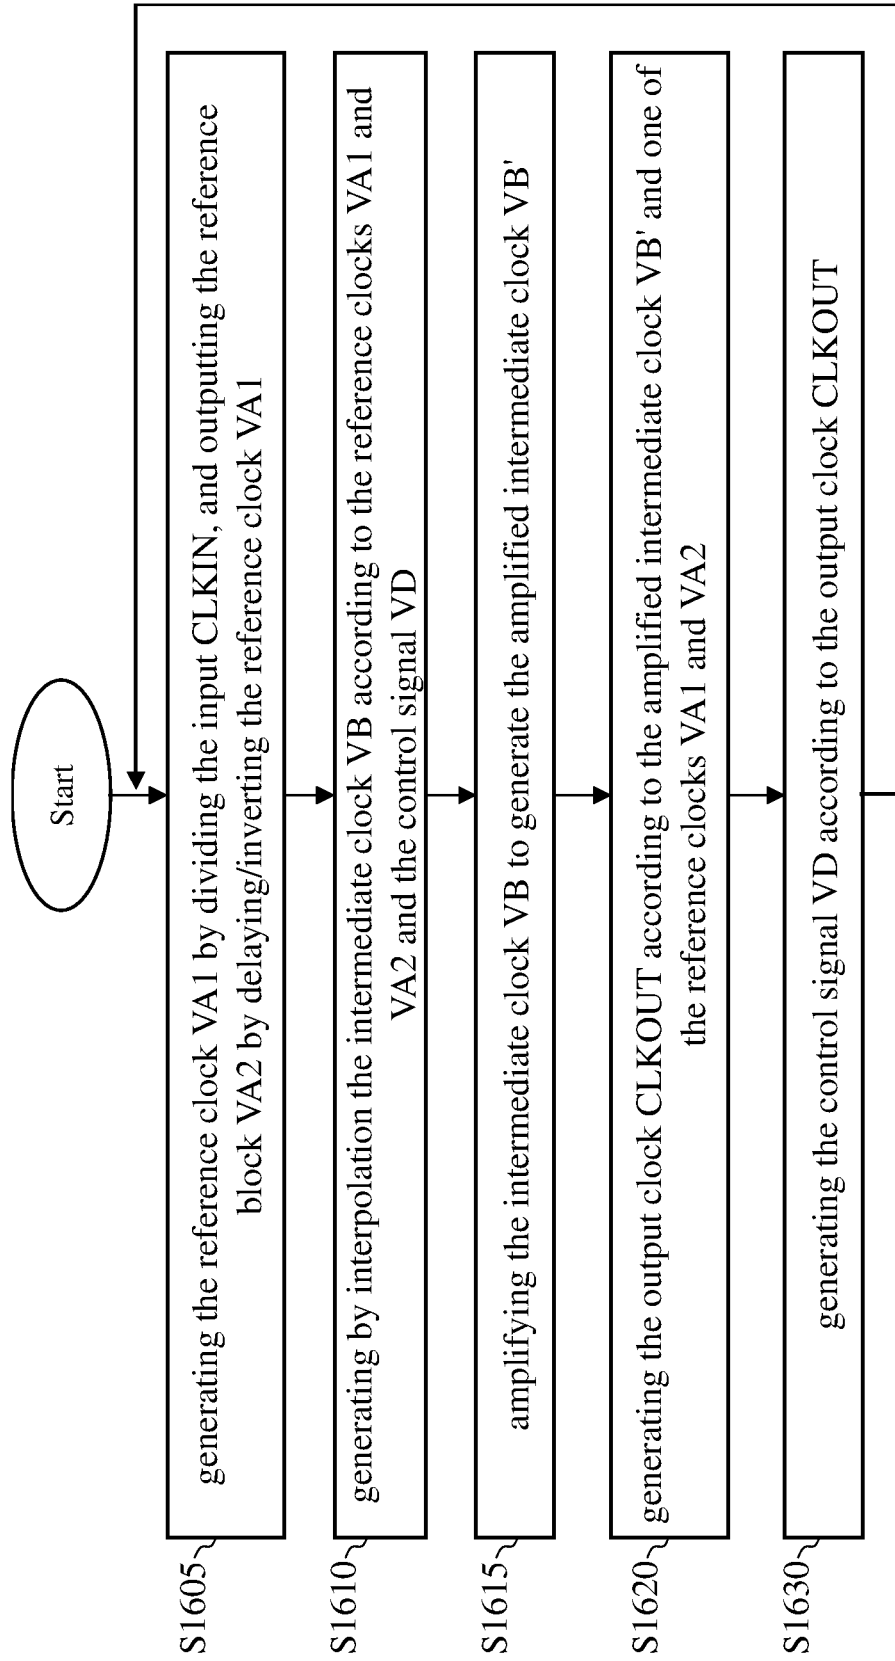 Start
S1605
generating the reference clock VA1 by dividing the input CLKIN, and outputting the reference
block VA2 by delaying/inverting the reference clock VA1
S1610
generating by interpolation the intermediate clock VB according to the reference clocks VA1 and
VA2 and the control signal VD
S1615
amplifying the intermediate clock VB to generate the amplified intermediate clock VB'
S1620
generating the output clock CLKOUT according to the amplified intermediate clock VB' and one of
the reference clocks VA1 and VA2
S1630
generating the control signal VD according to the output clock CLKOUT